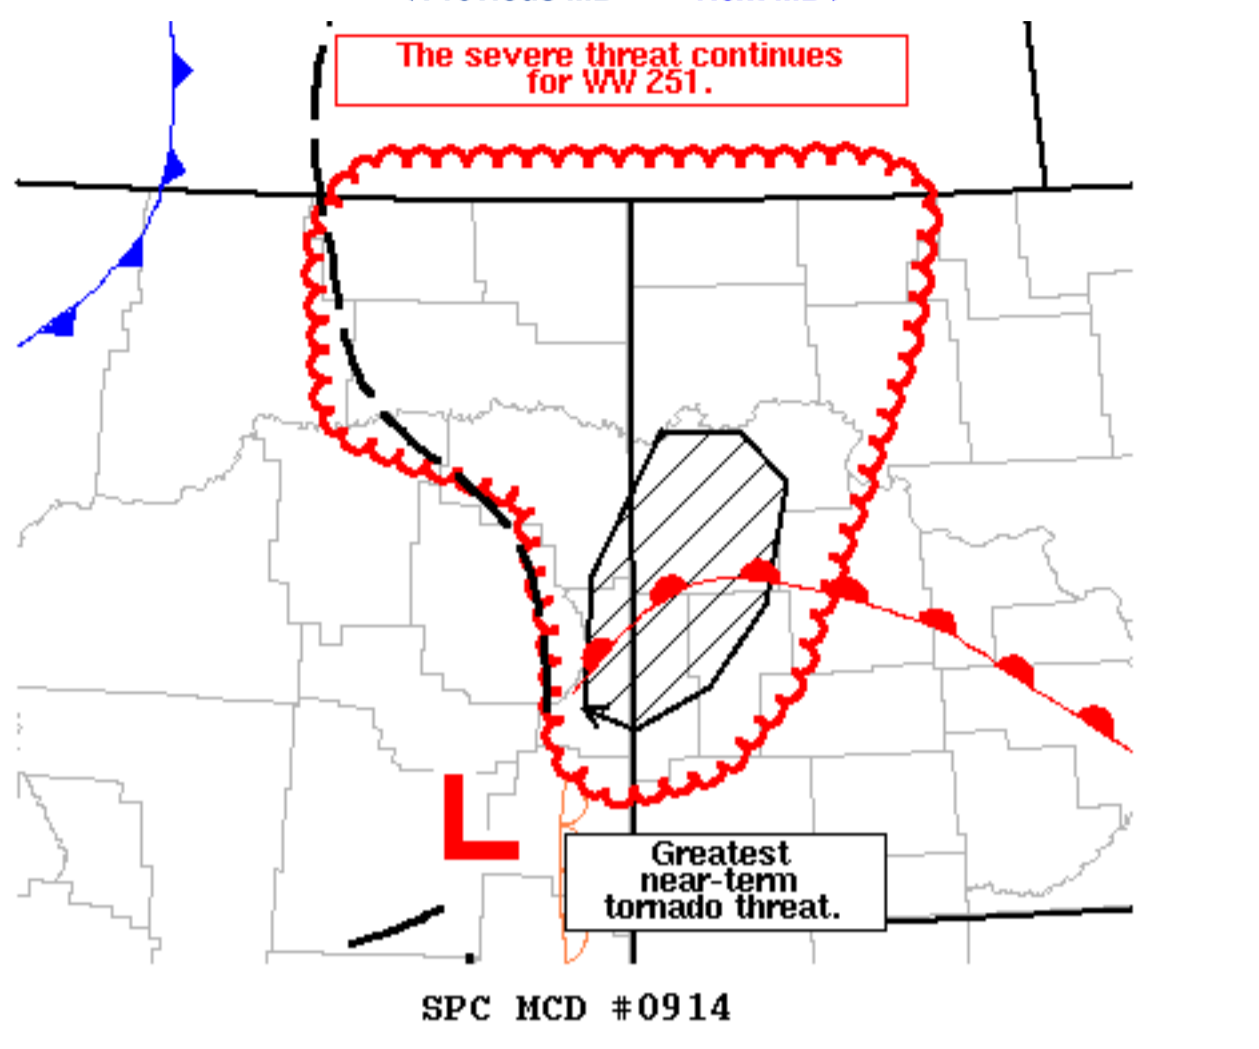 The severe threat continues
for WW 251.
L
Greatest
near-term
tornado threat.
SPC MCD #0914